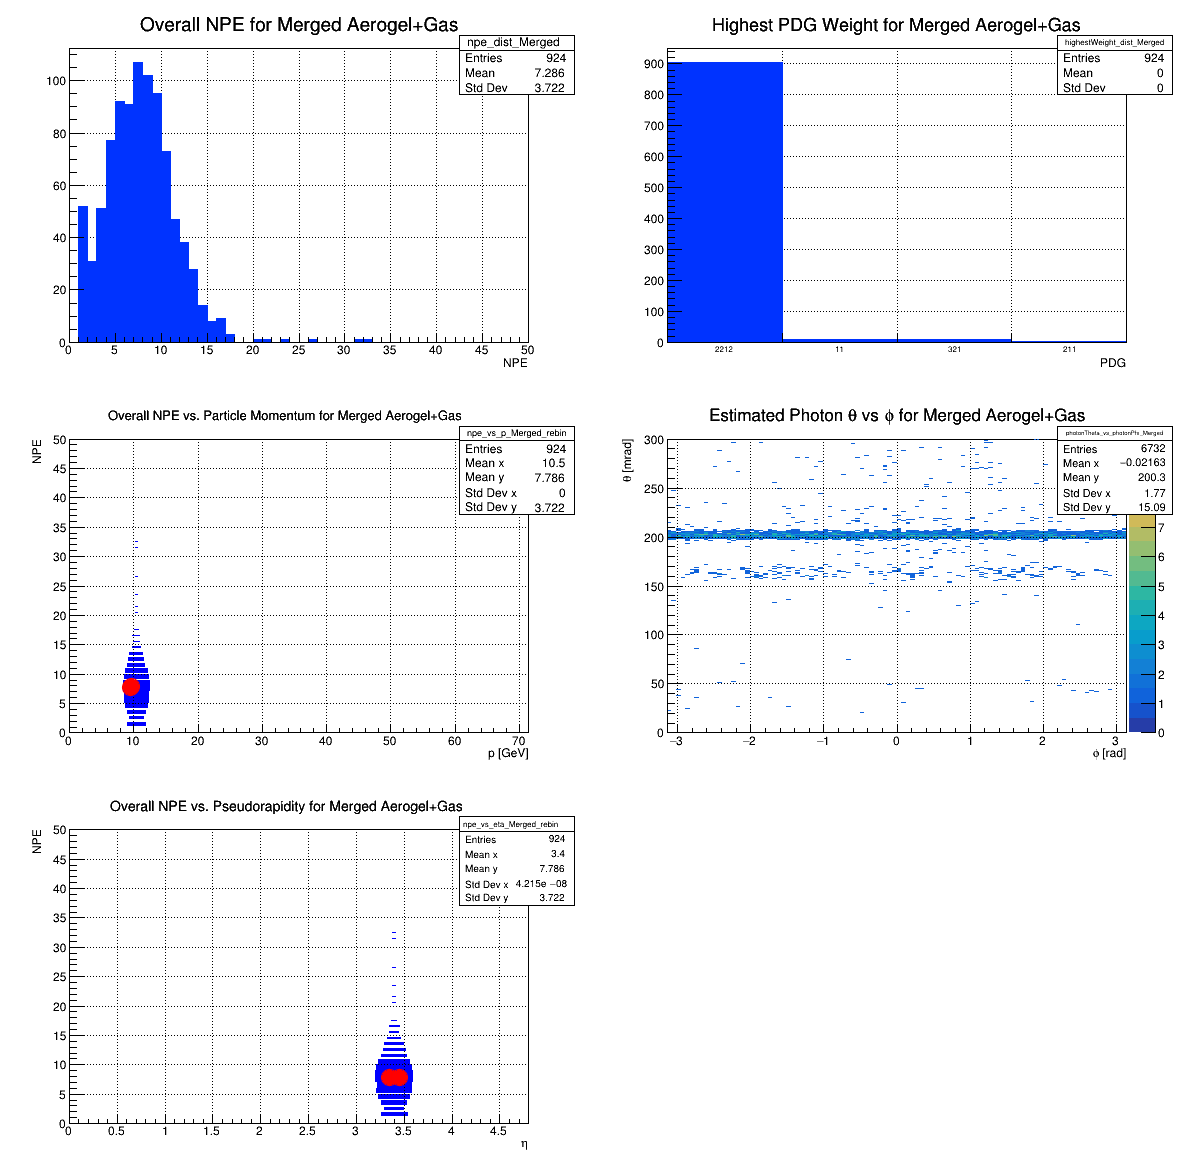 Overall NPE for Merged Aerogel+Gas
npe_dist_Merged
Entries 924
Mean 7.286
Std Dev 3.722
100
80
60
40
20
0
0 5 10 15 20 25 30 35 40 45 50
NPE
Highest PDG Weight for Merged Aerogel+Gas
highestWeight_dist_Merged
Entries 924
Mean 0
Std Dev 0
900
800
700
600
500
400
300
200
100
0
2212 11 321 211
PDG
Overall NPE vs. Particle Momentum for Merged Aerogel+Gas
npe_vs_p_Merged_rebin
Entries 924
Mean x 10.5
Mean y 7.786
Std Dev x 0
Std Dev y 3.722
NPE
50
45
40
35
30
25
20
15
10
5
0
0 10 20 30 40 50 60 70
p [GeV]
Estimated Photon θ vs ϕ for Merged Aerogel+Gas
photonTheta_vs_photonPhi_Merged
Entries 6732
Mean x −0.02163
Mean y 200.3
Std Dev x 1.77
Std Dev y 15.09
θ [mrad]
300
250
200
150
100
50
0
−3 −2 −1 0 1 2 3
ϕ [rad]
7
6
5
4
3
2
1
0
Overall NPE vs. Pseudorapidity for Merged Aerogel+Gas
npe_vs_eta_Merged_rebin
Entries 924
Mean x 3.4
Mean y 7.786
Std Dev x 4.215e −08
Std Dev y 3.722
NPE
50
45
40
35
30
25
20
15
10
5
0
0 0.5 1 1.5 2 2.5 3 3.5 4 4.5
η